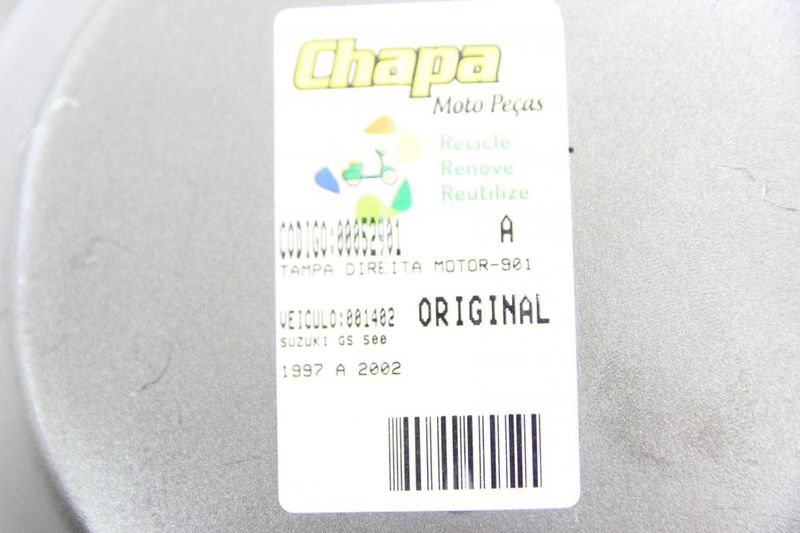 Chapa
Moto Peças
Recicle
Renove
Reutilize
CODIGO:00052901 A
TAMPA DIREITA MOTOR-901
VEICULO:001402 ORIGINAL
SUZUKI GS 500
1997 A 2002